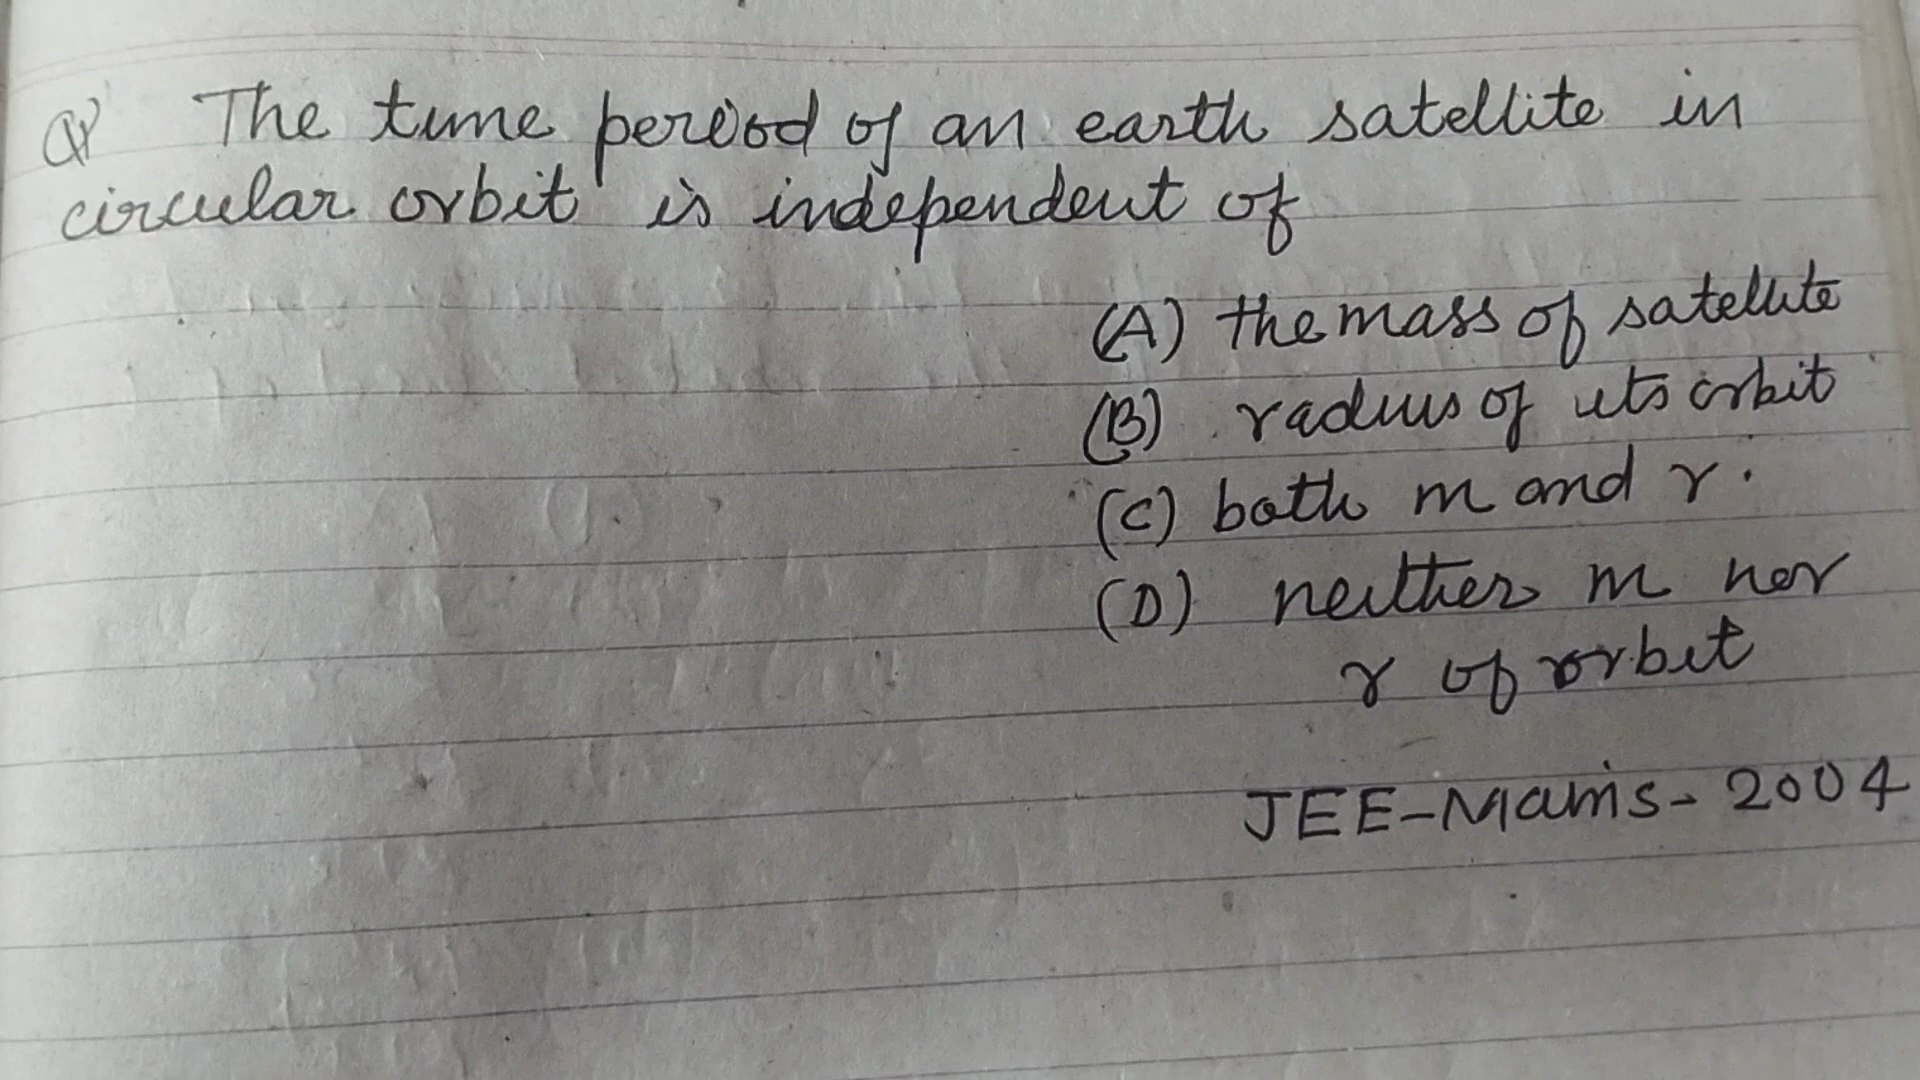 Q The time period of an earth satellite in
circular orbit is independent of
(A) the mass of satellite
(B) radius of its orbit
(C) both m and r.
(D) neither m nor
r of orbit
JEE-Mains-2004